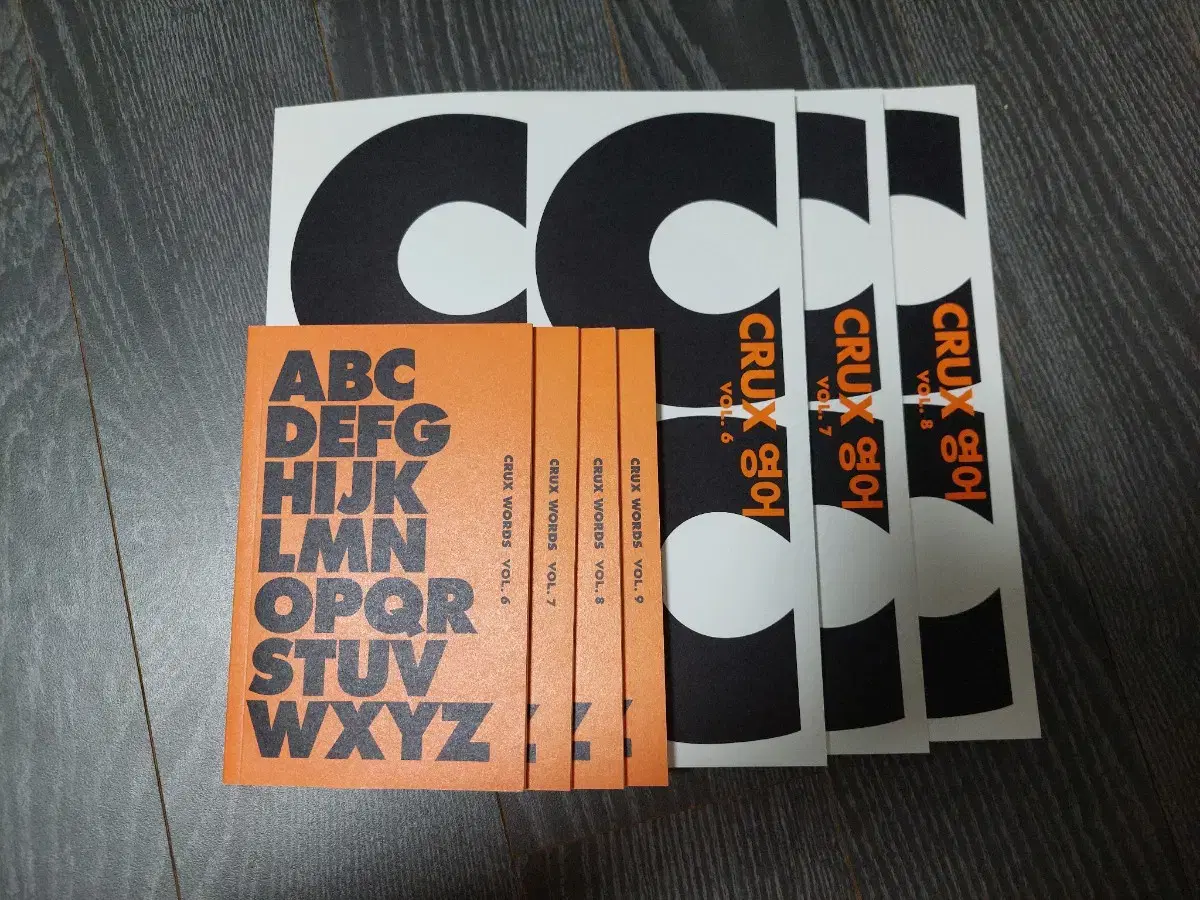 ABC
DEFG
HIJK
LMN
OPQR
STUV
WXYZ
CRUX WORDS VOL. 6
Z
CRUX WORDS VOL. 7
Z
CRUX WORDS VOL. 8
CRUX WORDS VOL. 9
CRUX 영어
VOL. 6
CRUX 영어
VOL. 7
CRUX 영어
VOL. 8